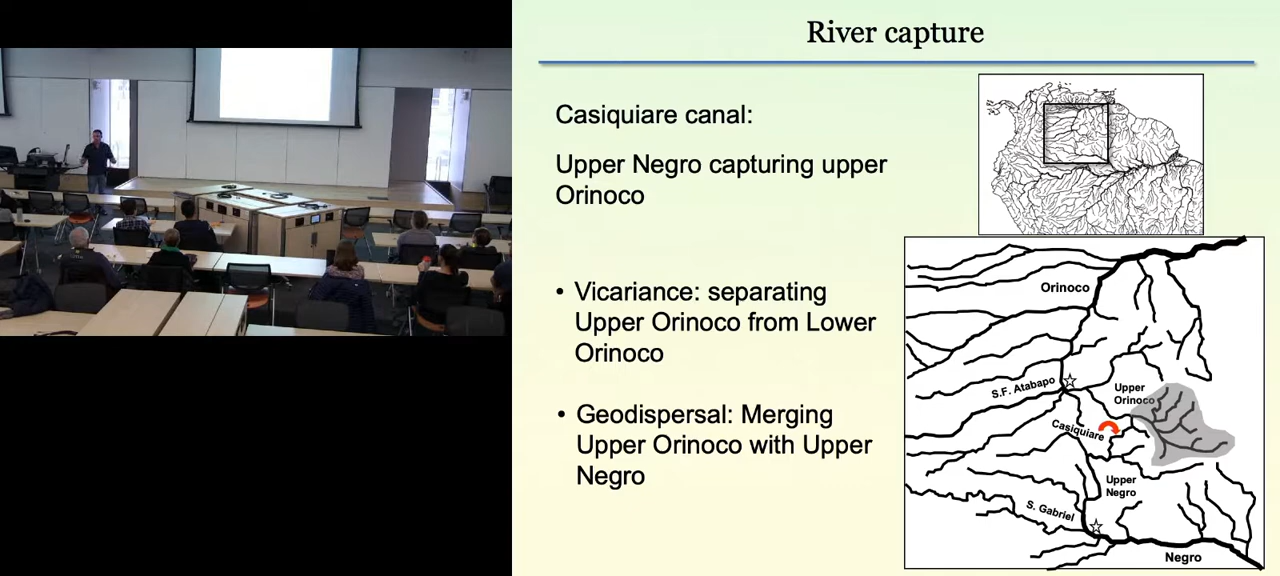 River capture
Casiquiare canal:
Upper Negro capturing upper
Orinoco
• Vicariance: separating
Upper Orinoco from Lower
Orinoco
• Geodispersal: Merging
Upper Orinoco with Upper
Negro
Orinoco
S.F. Atabapo
Upper
Orinoco
Casiquiare
Upper
Negro
S. Gabriel
Negro